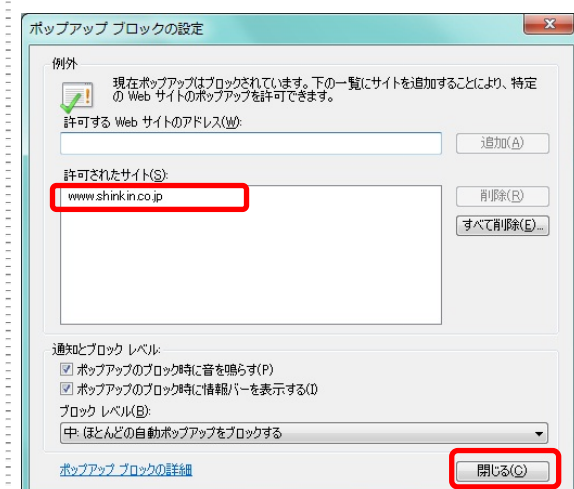 ポップアップ ブロックの設定
例外
現在ポップアップはブロックされています。下の一覧にサイトを追加することにより、特定
の Web サイトのポップアップを許可できます。
許可する Web サイトのアドレス(W):
追加(A)
許可されたサイト(S):
www.shinkin.co.jp
削除(R)
すべて削除(E)...
通知とブロック レベル:
ポップアップのブロック時に音を鳴らす(P)
ポップアップのブロック時に情報バーを表示する(I)
ブロック レベル(B):
中: ほとんどの自動ポップアップをブロックする
ポップアップ ブロックの詳細
閉じる(C)